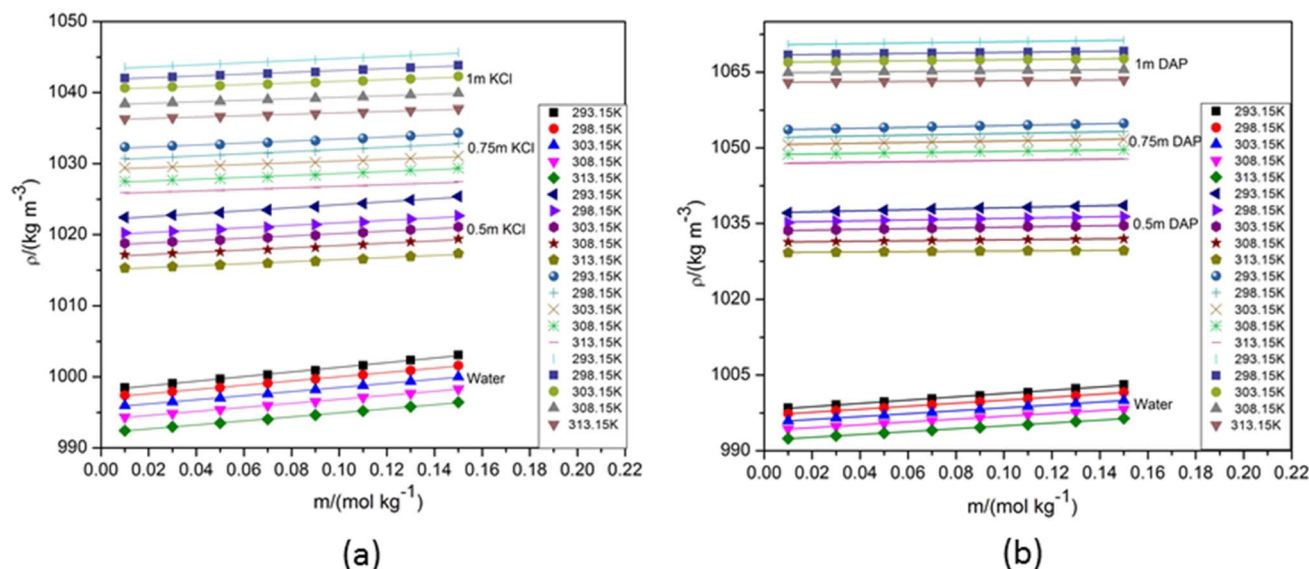 1050
1040
1030
1020
1010
1000
990
ρ/(kg m-3)
1m KCl
0.75m KCl
0.5m KCl
Water
293.15K
298.15K
303.15K
308.15K
313.15K
293.15K
298.15K
303.15K
308.15K
313.15K
293.15K
298.15K
303.15K
308.15K
313.15K
293.15K
298.15K
303.15K
308.15K
313.15K
0.00 0.02 0.04 0.06 0.08 0.10 0.12 0.14 0.16 0.18 0.20 0.22
m/(mol kg-1)
(a)
1065
1050
1035
1020
1005
990
ρ/(kg m-3)
1m DAP
0.75m DAP
0.5m DAP
Water
293.15K
298.15K
303.15K
308.15K
313.15K
293.15K
298.15K
303.15K
308.15K
313.15K
293.15K
298.15K
303.15K
308.15K
313.15K
293.15K
298.15K
303.15K
308.15K
313.15K
0.00 0.02 0.04 0.06 0.08 0.10 0.12 0.14 0.16 0.18 0.20 0.22
m/(mol kg-1)
(b)